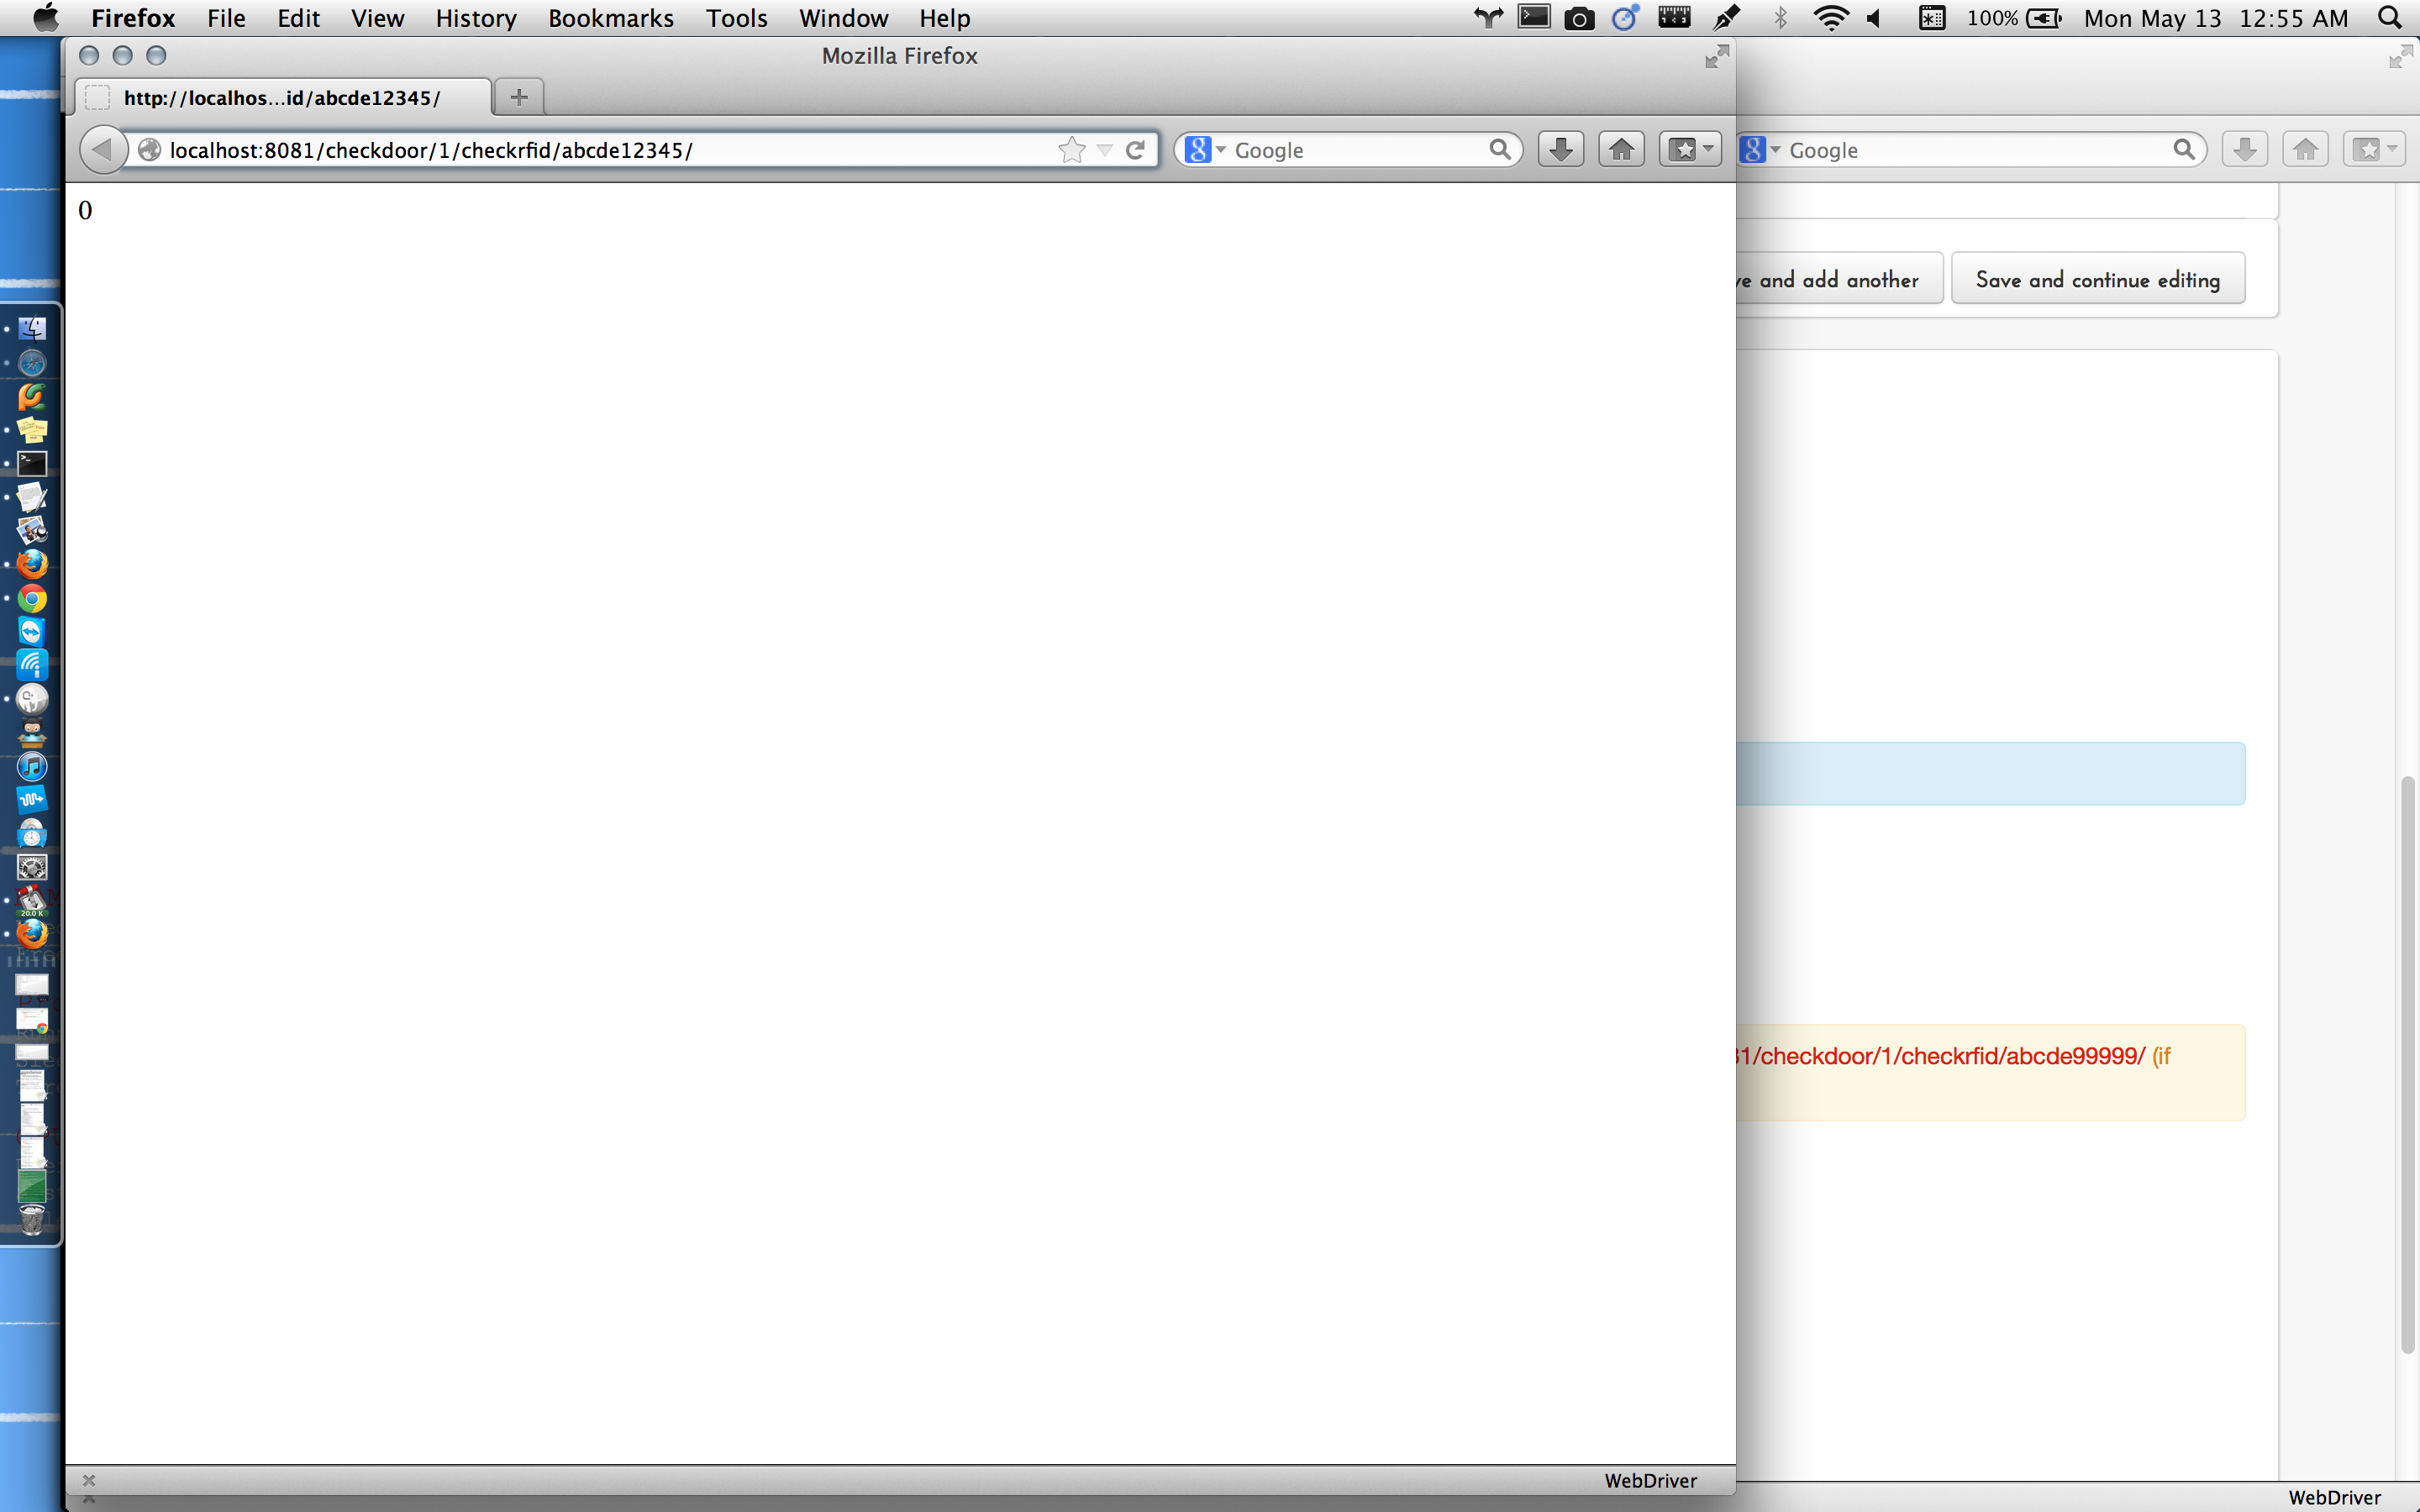 Firefox File Edit View History Bookmarks Tools Window Help 100% Mon May 13 12:55 AM
Mozilla Firefox
http://localhos...id/abcde12345/
localhost:8081/checkdoor/1/checkrfid/abcde12345/ Google
Google
0
and add another Save and continue editing
/checkdoor/1/checkrfid/abcde99999/ (if
20.0 K
WebDriver
WebDriver